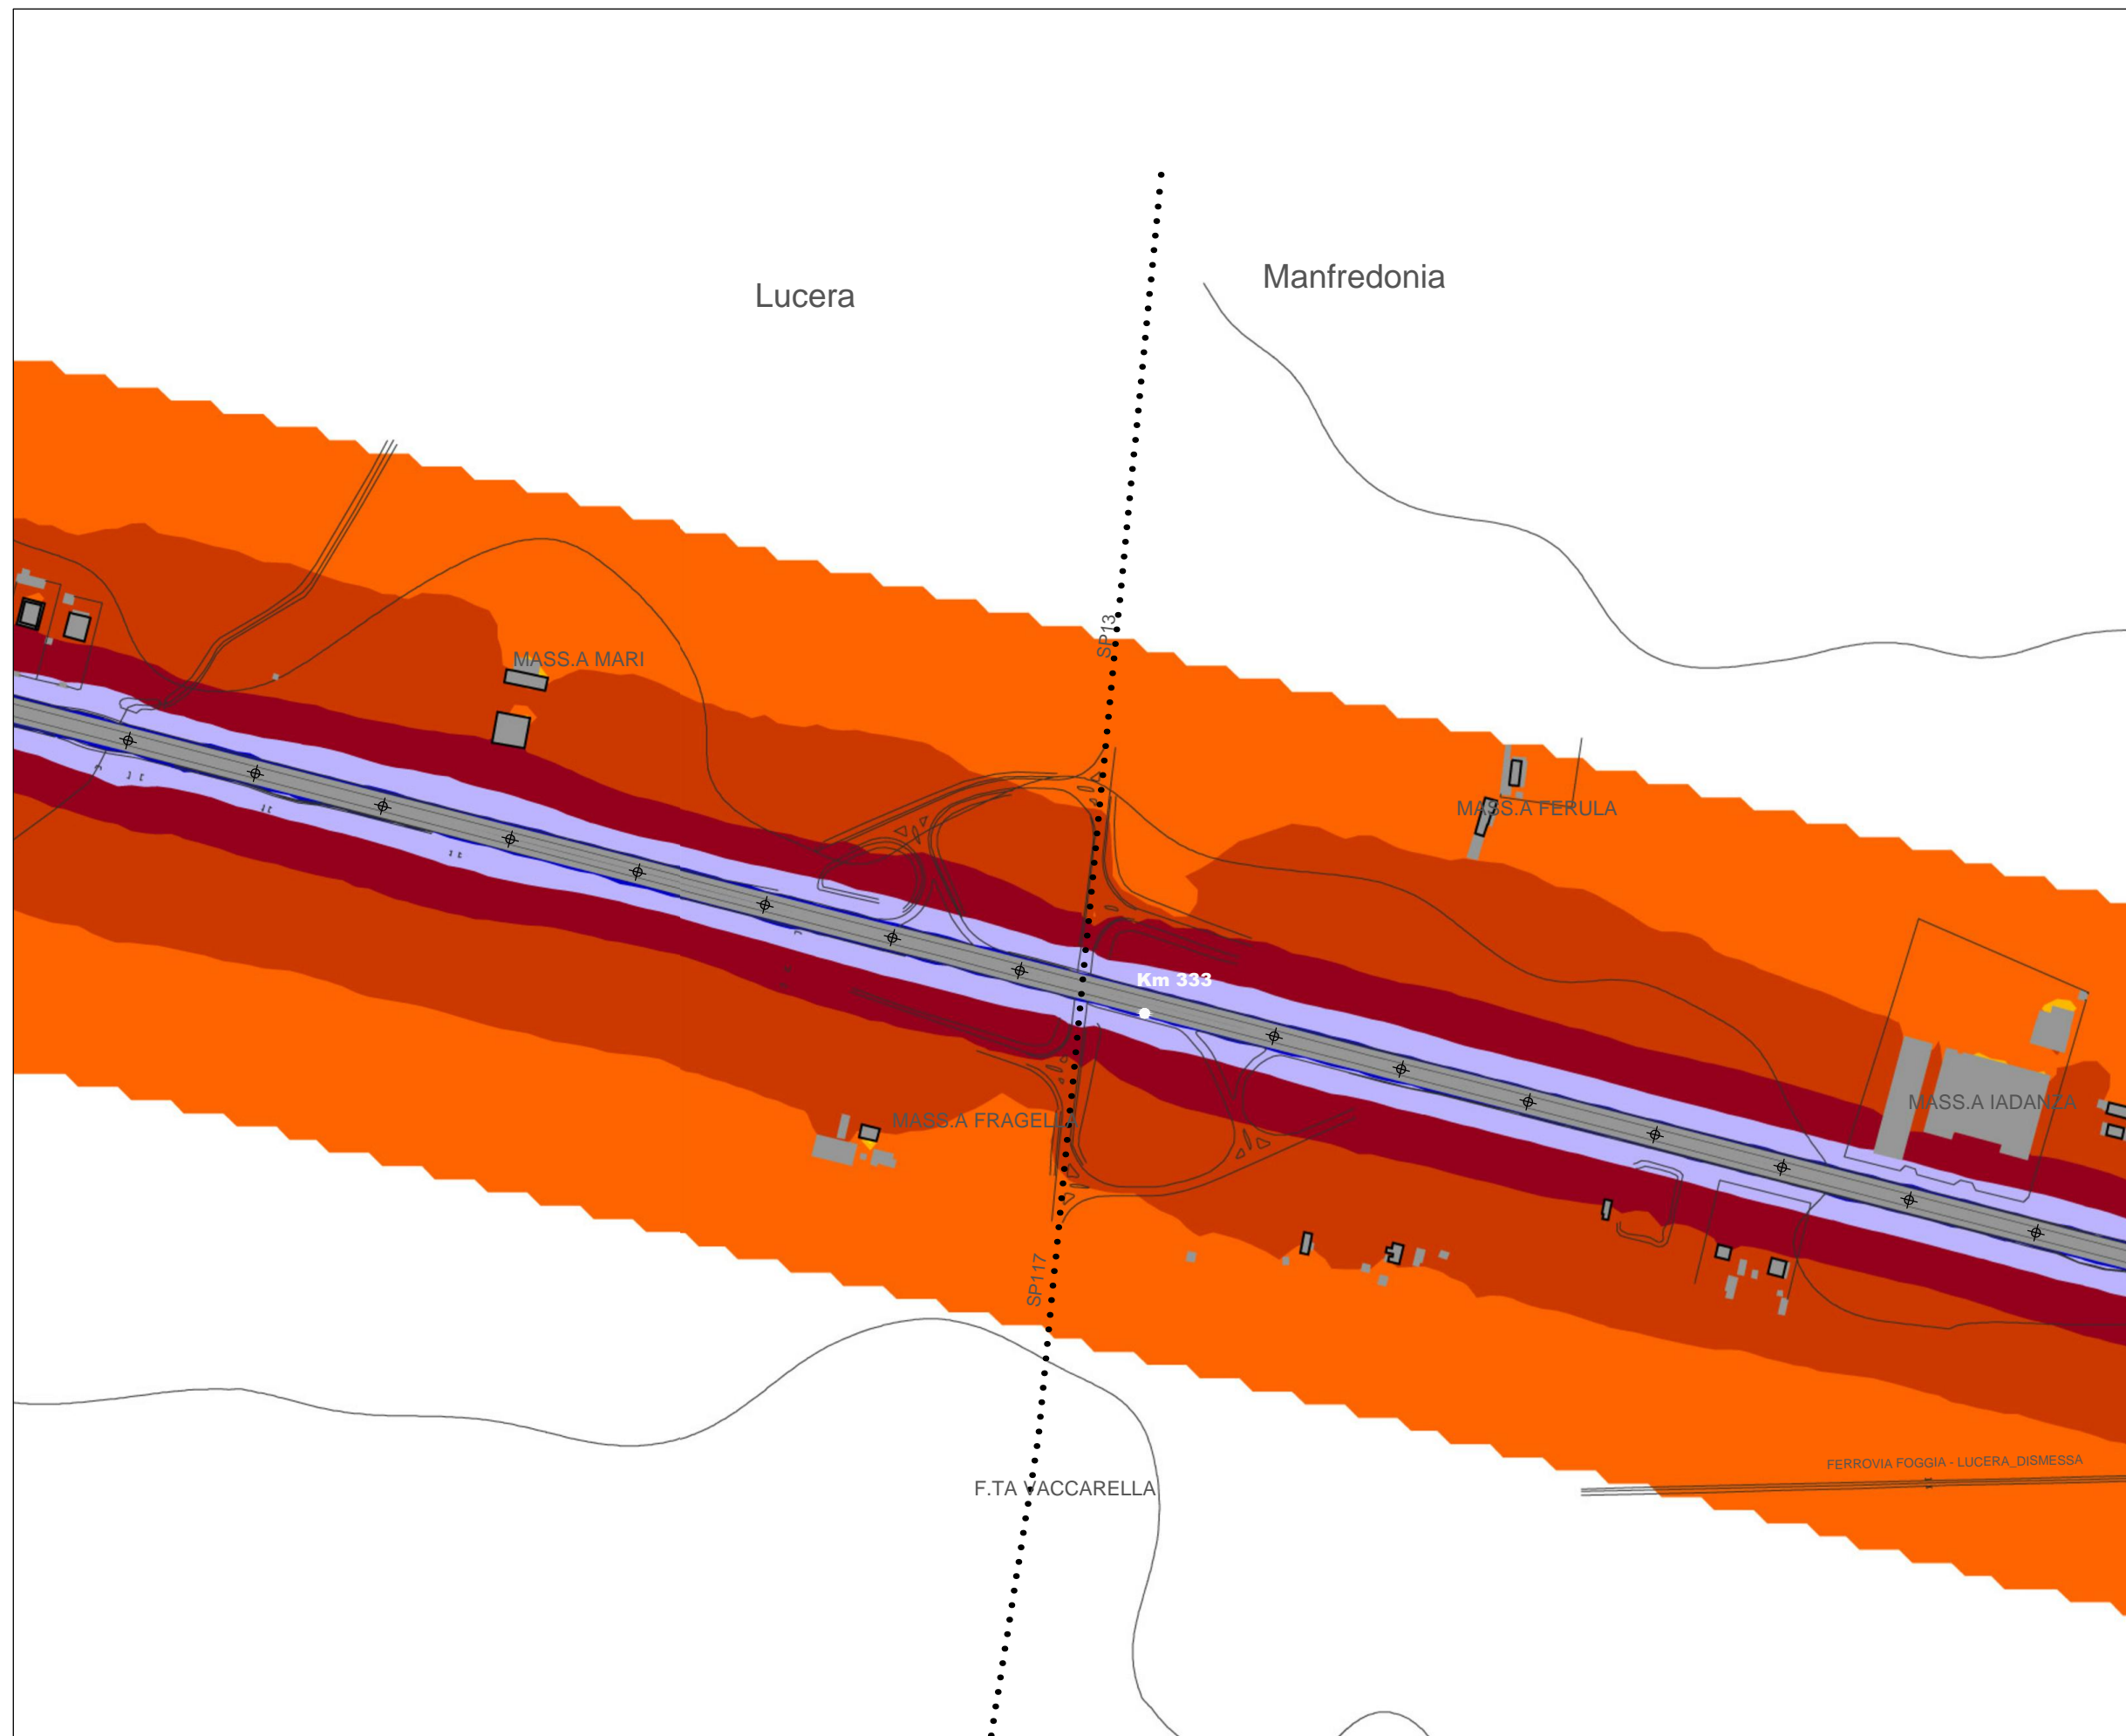 Manfredonia
Lucera
SP13
MASS.A MARI
MASS.A FERULA
Km 333
MASS.A IADANZA
MASS.A FRAGELLA
SP117
FERROVIA FOGGIA - LUCERA_DISMESSA
F.TA VACCARELLA